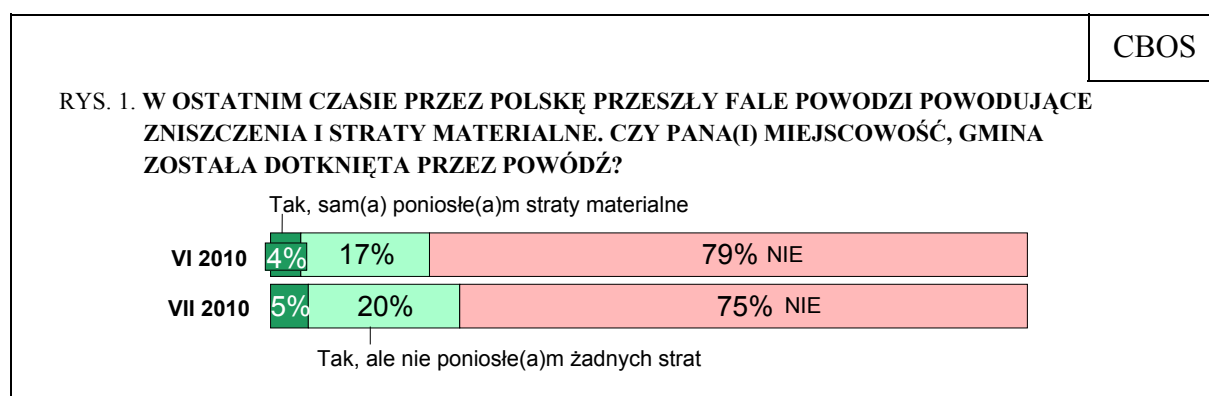 CBOS
RYS. 1. W OSTATNIM CZASIE PRZEZ POLSKĘ PRZESZŁY FALE POWODZI POWODUJĄCE
ZNISZCZENIA I STRATY MATERIALNE. CZY PANA(I) MIEJSCOWOŚĆ, GMINA
ZOSTAŁA DOTKNIĘTA PRZEZ POWÓDŹ?
Tak, sam(a) poniosłe(a)m straty materialne
VI 2010 4% 17% 79% NIE
VII 2010 5% 20% 75% NIE
Tak, ale nie poniosłe(a)m żadnych strat